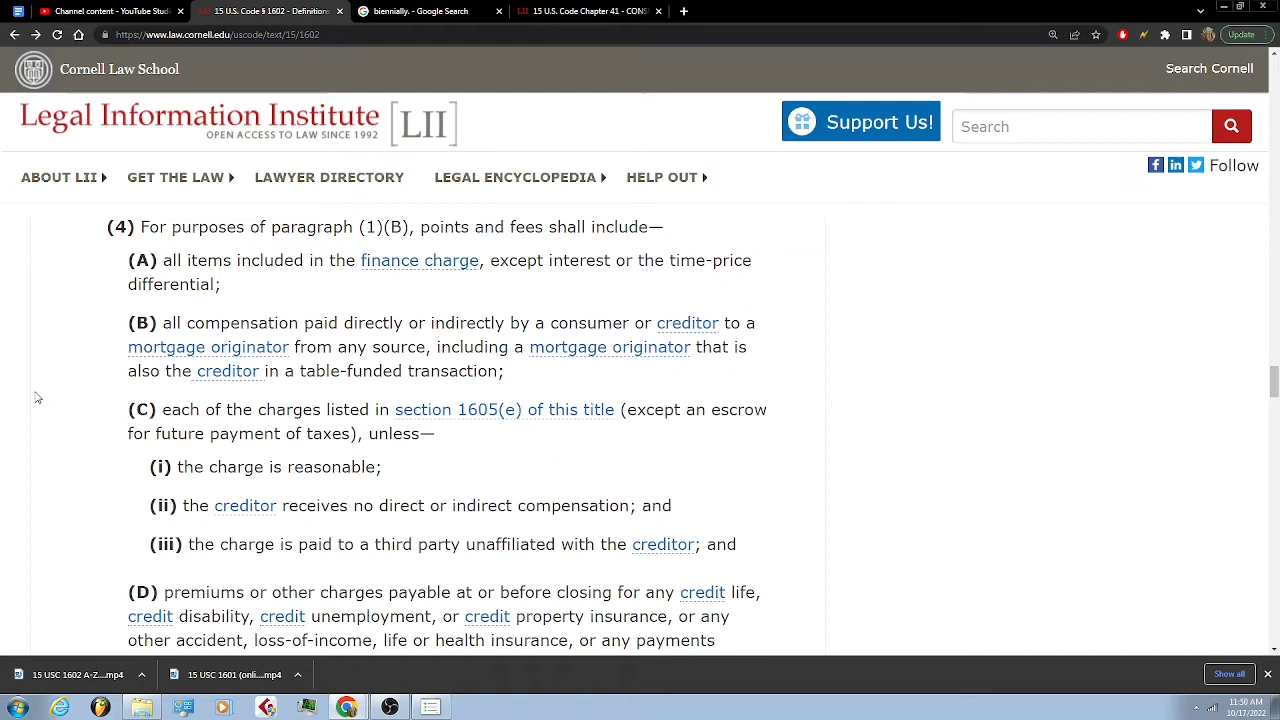 Channel content - YouTube Studi
15 U.S. Code § 1602 - Definitions
biennially. - Google Search
LII 15 U.S. Code Chapter 41 - CONS
https://www.law.cornell.edu/uscode/text/15/1602
Update
Cornell Law School
Search Cornell
Legal Information Institute [LII]
OPEN ACCESS TO LAW SINCE 1992
Support Us!
Search
ABOUT LII GET THE LAW LAWYER DIRECTORY LEGAL ENCYCLOPEDIA HELP OUT
Follow
(4) For purposes of paragraph (1)(B), points and fees shall include—
(A) all items included in the finance charge, except interest or the time-price
differential;
(B) all compensation paid directly or indirectly by a consumer or creditor to a
mortgage originator from any source, including a mortgage originator that is
also the creditor in a table-funded transaction;
(C) each of the charges listed in section 1605(e) of this title (except an escrow
for future payment of taxes), unless—
(i) the charge is reasonable;
(ii) the creditor receives no direct or indirect compensation; and
(iii) the charge is paid to a third party unaffiliated with the creditor; and
(D) premiums or other charges payable at or before closing for any credit life,
credit disability, credit unemployment, or credit property insurance, or any
other accident, loss-of-income, life or health insurance, or any payments
15 USC 1602 A-Z....mp4
15 USC 1601 (onli....mp4
Show all
11:50 AM
10/17/2022